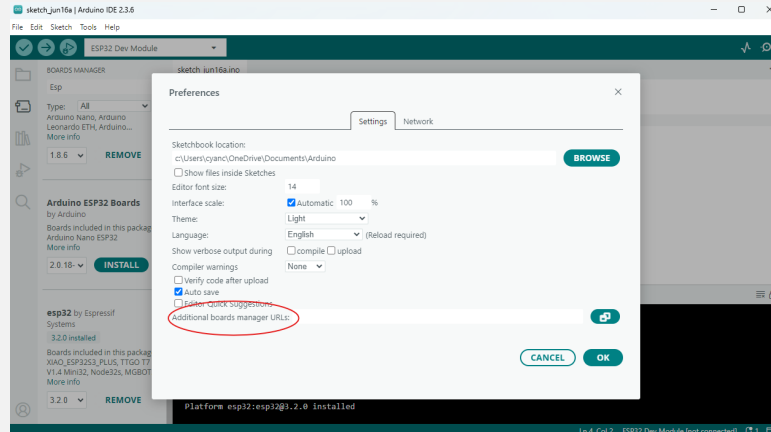 sketch_jun16a | Arduino IDE 2.3.6
File Edit Sketch Tools Help
ESP32 Dev Module
BOARDS MANAGER
Esp
Type: All
Arduino Nano, Arduino
Leonardo ETH, Arduino...
More info
1.8.6 REMOVE
Arduino ESP32 Boards
by Arduino
Boards included in this packag
Arduino Nano ESP32
More info
2.0.18- INSTALL
esp32 by Espressif
Systems
3.2.0 installed
Boards included in this packag
XIAO_ESP32S3_PLUS, TTGO T7
V1.4 Mini32, Node32s, MGBOT
More info
3.2.0 REMOVE
sketch_jun16a.ino
Preferences
Settings Network
Sketchbook location:
c:\Users\cyanc\OneDrive\Documents\Arduino
BROWSE
Show files inside Sketches
Editor font size: 14
Interface scale: Automatic 100 %
Theme: Light
Language: English (Reload required)
Show verbose output during compile upload
Compiler warnings None
Verify code after upload
Auto save
Editor Quick Suggestions
Additional boards manager URLs:
CANCEL OK
Platform esp32:esp32@3.2.0 installed
Ln 4, Col 2 ESP32 Dev Module [not connected] 1